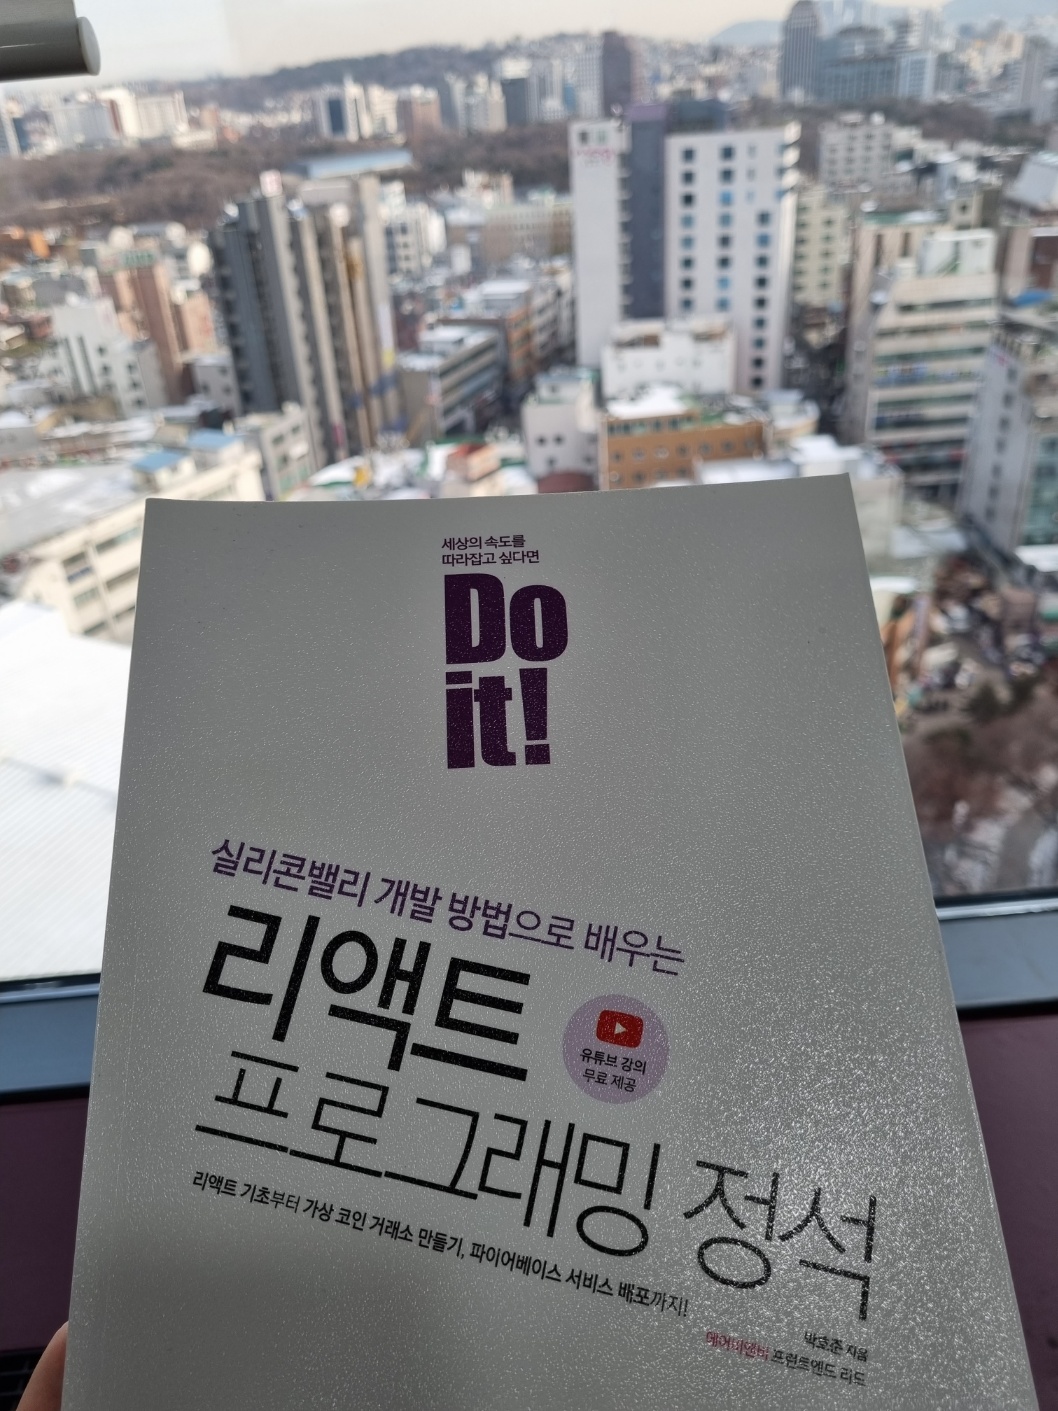 세상의 속도를
따라잡고 싶다면
Do
it!
실리콘밸리 개발 방법으로 배우는
리액트
유튜브 강의
무료 제공
프로그래밍 정석
리액트 기초부터 가상 코인 거래소 만들기, 파이어베이스 서비스 배포까지!
박호준 지음
에어비앤비 프런트엔드 리드